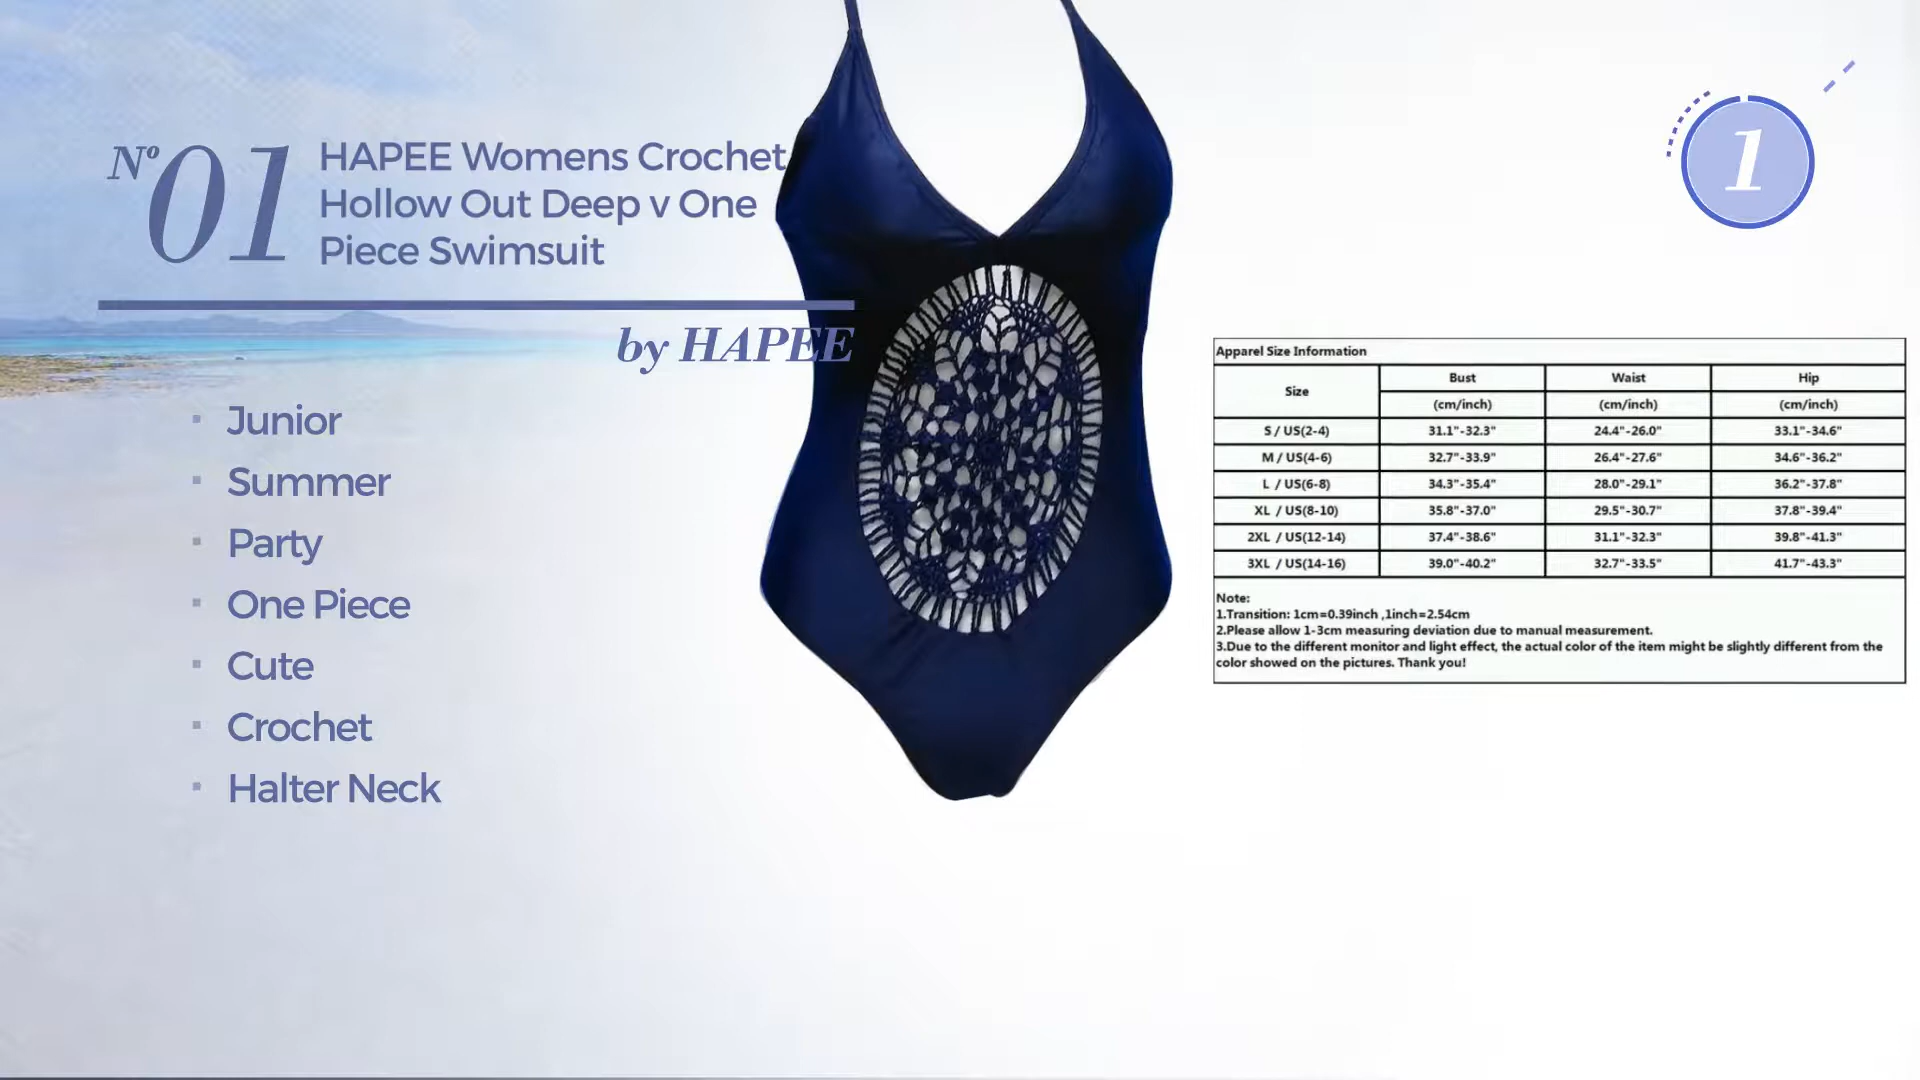 Nº
01
HAPEE Womens Crochet
Hollow Out Deep v One
Piece Swimsuit
by HAPEE
▪ Junior
▪ Summer
▪ Party
▪ One Piece
▪ Cute
▪ Crochet
▪ Halter Neck
1
Apparel Size Information
Size Bust Waist Hip
(cm/inch) (cm/inch) (cm/inch)
S / US(2-4) 31.1"-32.3" 24.4"-26.0" 33.1"-34.6"
M / US(4-6) 32.7"-33.9" 26.4"-27.6" 34.6"-36.2"
L / US(6-8) 34.3"-35.4" 28.0"-29.1" 36.2"-37.8"
XL / US(8-10) 35.8"-37.0" 29.5"-30.7" 37.8"-39.4"
2XL / US(12-14) 37.4"-38.6" 31.1"-32.3" 39.8"-41.3"
3XL / US(14-16) 39.0"-40.2" 32.7"-33.5" 41.7"-43.3"
Note:
1.Transition: 1cm=0.39inch ,1inch=2.54cm
2.Please allow 1-3cm measuring deviation due to manual measurement.
3.Due to the different monitor and light effect, the actual color of the item might be slightly different from the
color showed on the pictures. Thank you!